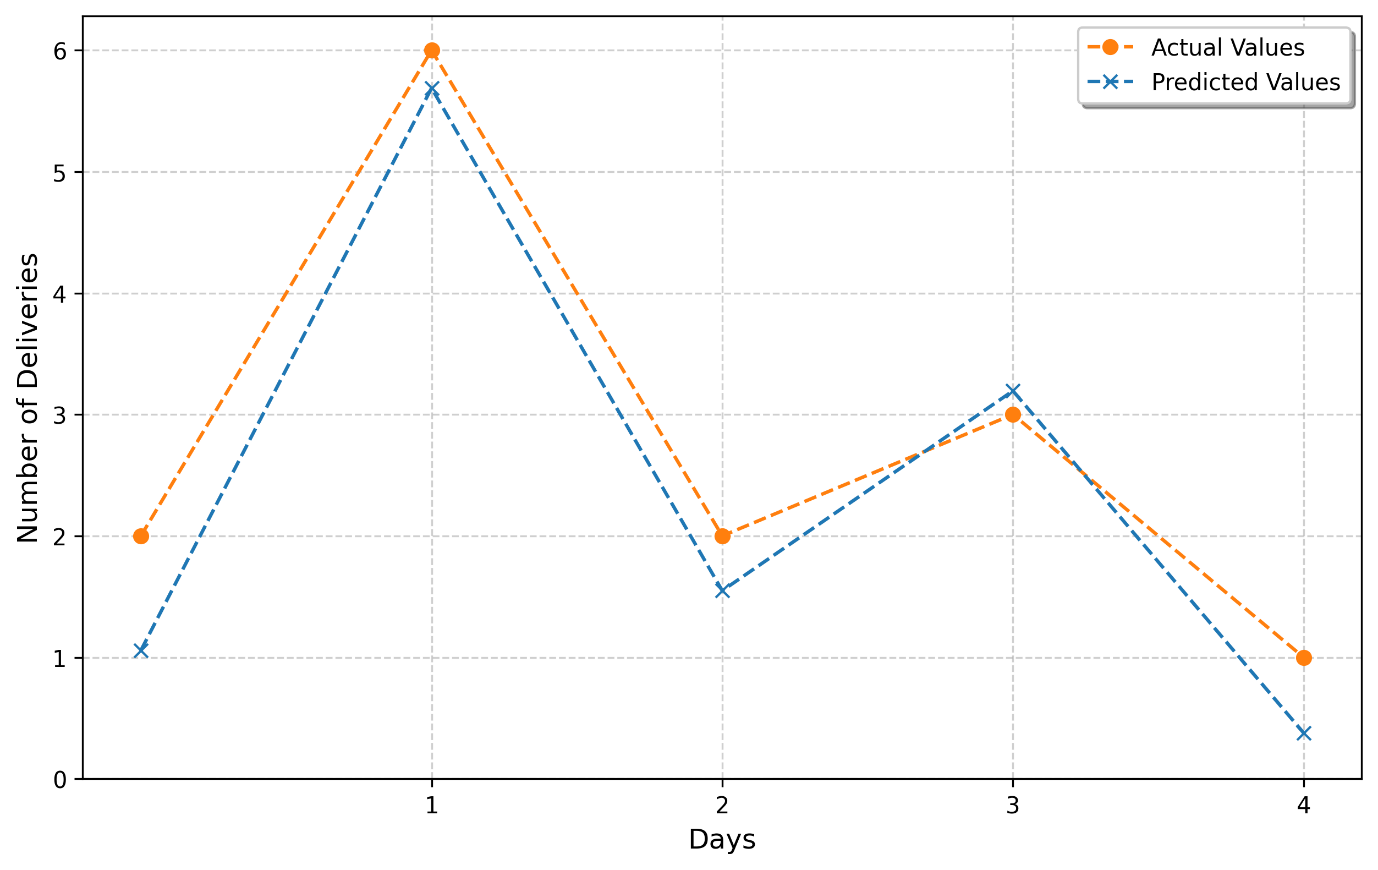 Actual Values
Predicted Values
6
5
4
3
2
1
0
Number of Deliveries
1 2 3 4
Days